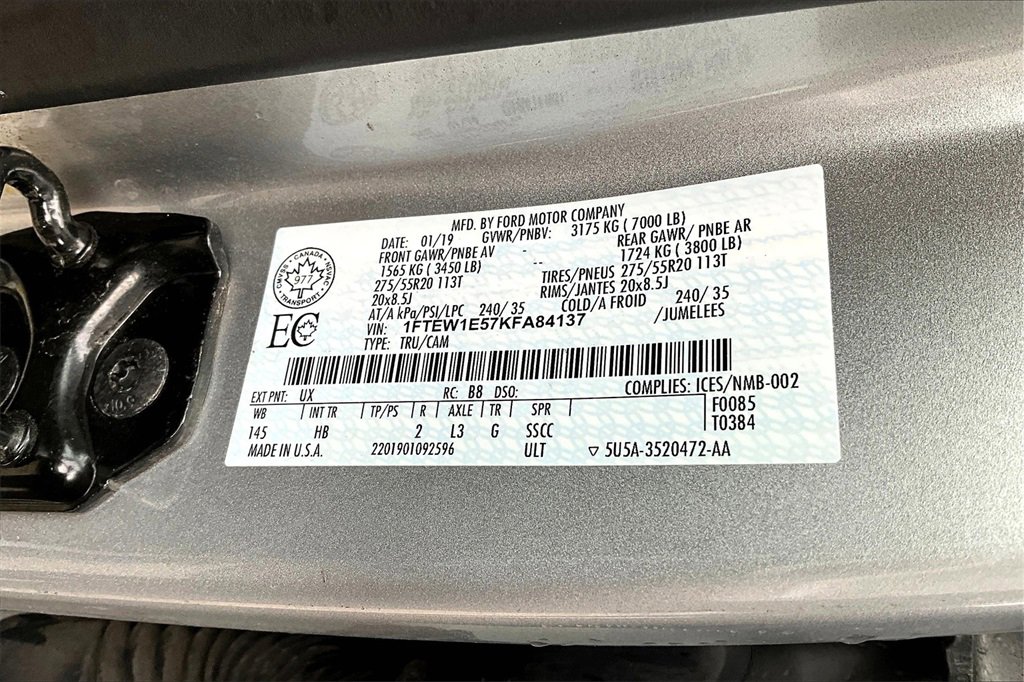 MFD. BY FORD MOTOR COMPANY
DATE: 01/19 GVWR/PNBV: 3175 KG ( 7000 LB)
FRONT GAWR/PNBE AV - REAR GAWR/ PNBE AR
1565 KG ( 3450 LB) -- 1724 KG ( 3800 LB)
275/55R20 113T TIRES/PNEUS 275/55R20 113T
20x8.5J RIMS/JANTES 20x8.5J
AT/A kPa/PSI/LPC 240/ 35 COLD/A FROID 240/ 35
VIN: 1FTEW1E57KFA84137 /JUMELEES
TYPE: TRU/CAM
CANADA
977
TRANSPORT
EC
COMPLIES: ICES/NMB-002
EXT PNT: UX RC: B8 DSO: F0085
WB INT TR TP/PS R AXLE TR SPR T0384
145 HB 2 L3 G SSCC
MADE IN U.S.A. 2201901092596 ULT ▽ 5U5A-3520472-AA